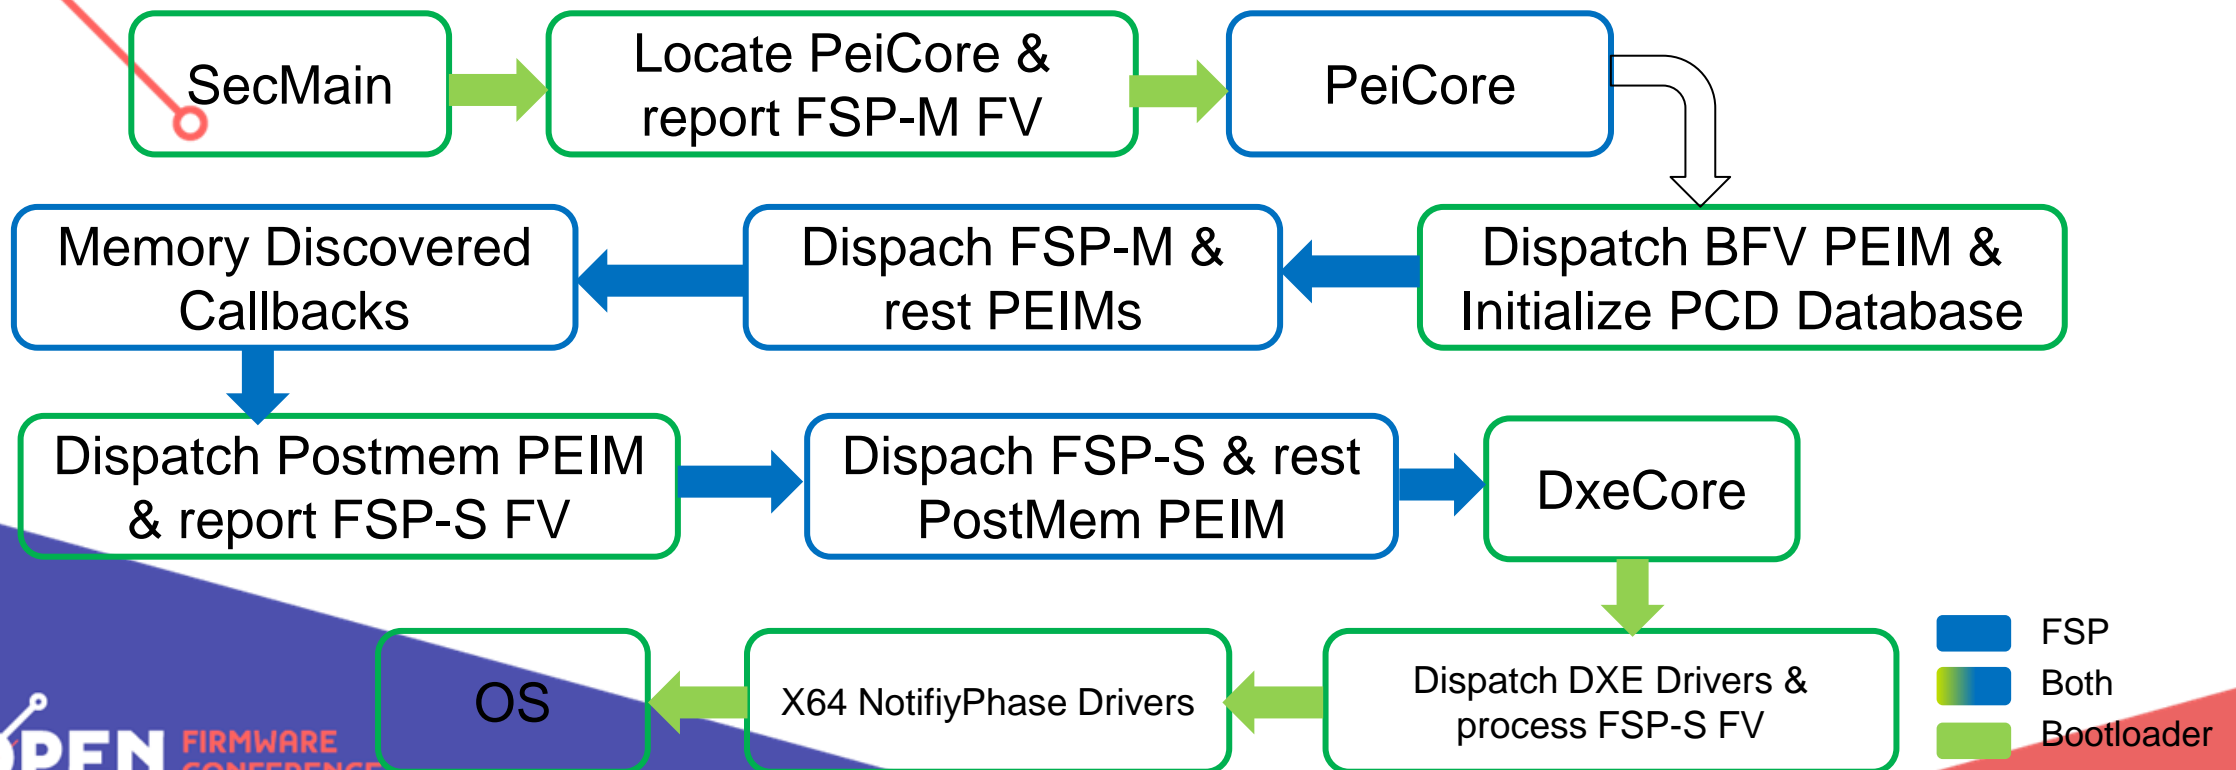 SecMain
Locate PeiCore &
report FSP-M FV
PeiCore
Memory Discovered
Callbacks
Dispach FSP-M &
rest PEIMs
Dispatch BFV PEIM &
Initialize PCD Database
Dispatch Postmem PEIM
& report FSP-S FV
Dispach FSP-S & rest
PostMem PEIM
DxeCore
OS
X64 NotifiyPhase Drivers
Dispatch DXE Drivers &
process FSP-S FV
FSP
Both
Bootloader
OPEN FIRMWARE
CONFERENCE